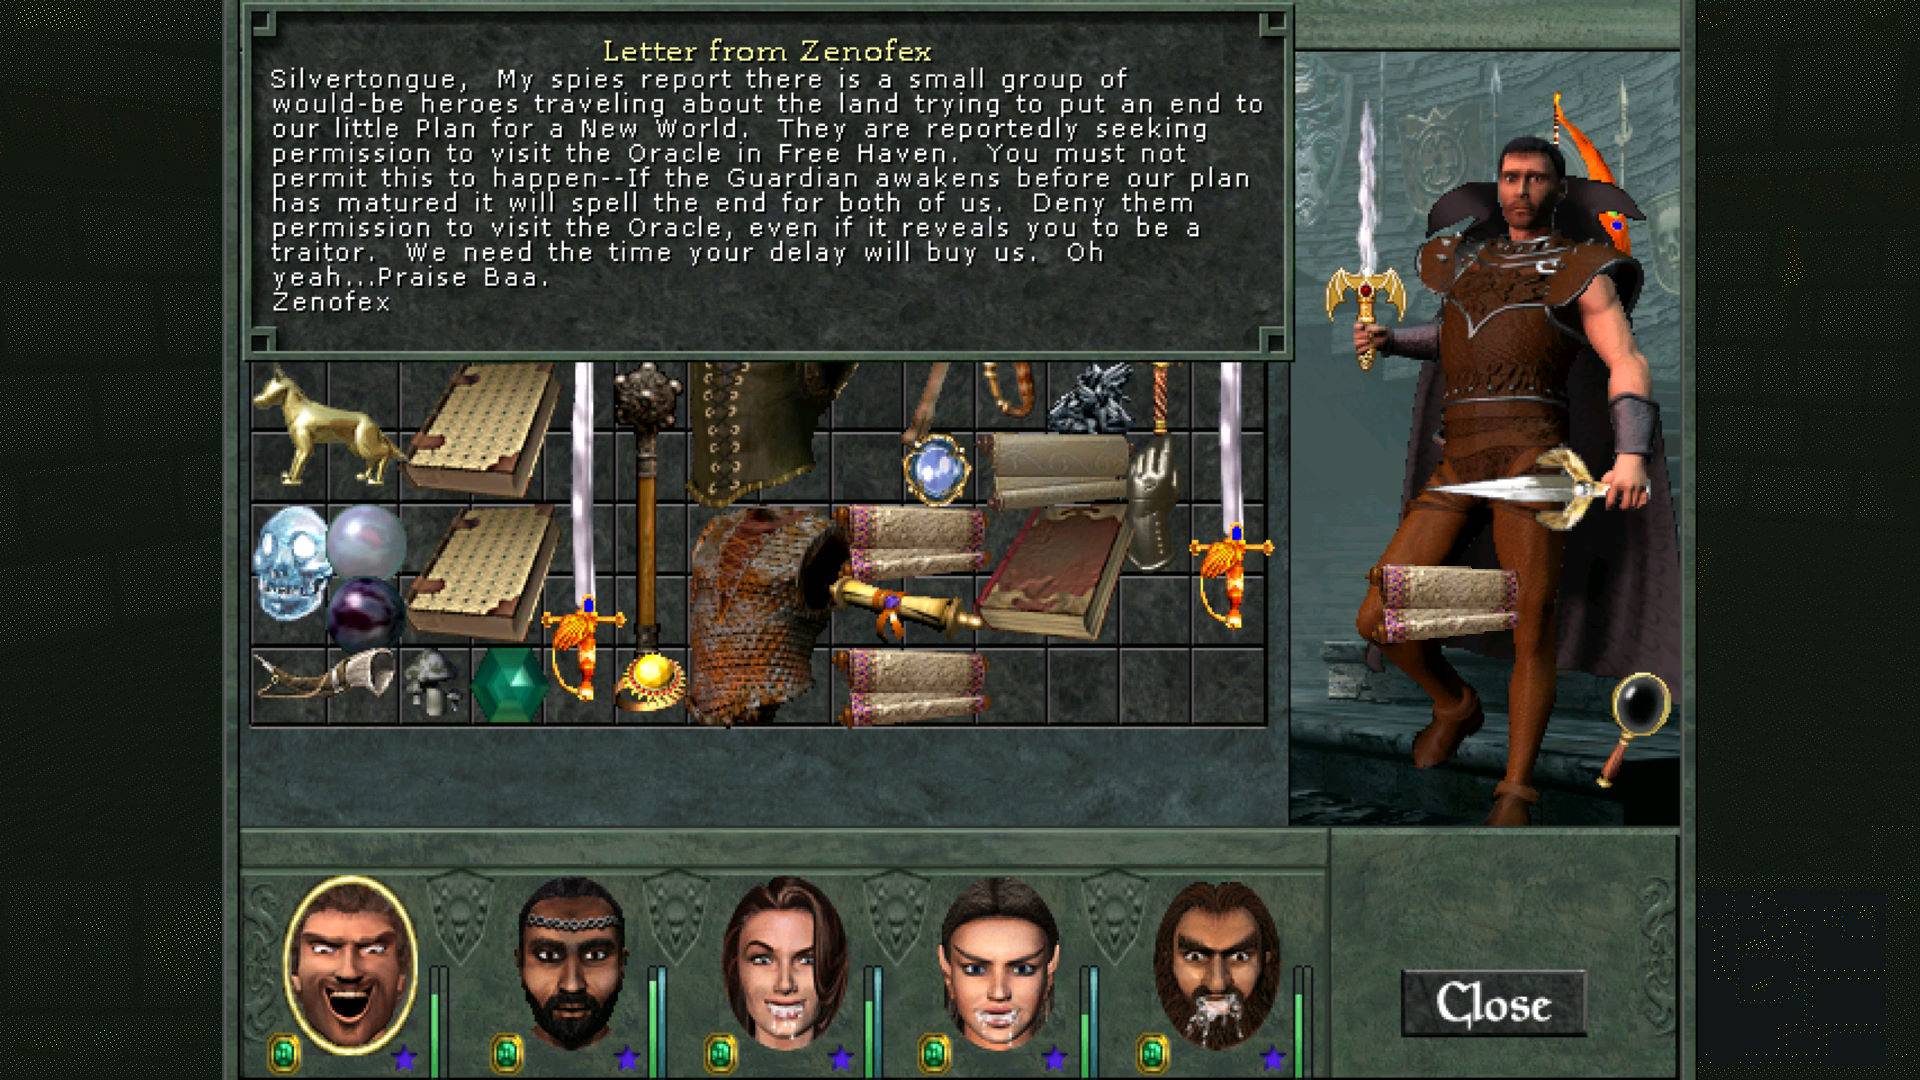 Letter from Zenofex
Silvertongue,  My spies report there is a small group of
would-be heroes traveling about the land trying to put an end to
our little Plan for a New World.  They are reportedly seeking
permission to visit the Oracle in Free Haven.  You must not
permit this to happen--If the Guardian awakens before our plan
has matured it will spell the end for both of us.  Deny them
permission to visit the Oracle, even if it reveals you to be a
traitor.  We need the time your delay will buy us.  Oh
yeah...Praise Baa.
Zenofex
Close